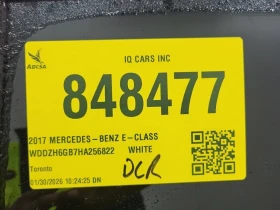 ADESA
IQ CARS INC
848477
2017 MERCEDES-BENZ E-CLASS
WDDZH6GB7HA256822 WHITE
Toronto
DCR
01/30/2026 10:24:25 DN